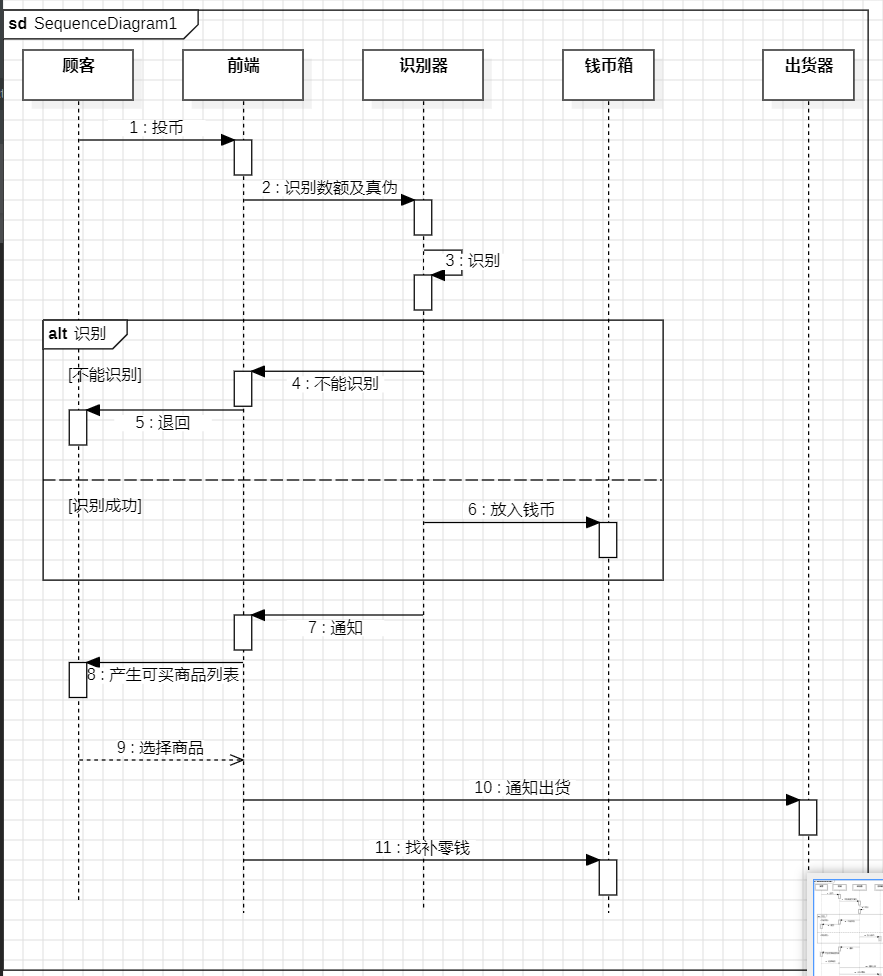 sd SequenceDiagram1
顾客 前端 识别器 钱币箱 出货器
1 : 投币
2 : 识别数额及真伪
3 : 识别
alt 识别
[不能识别]
4 : 不能识别
5 : 退回
[识别成功]
6 : 放入钱币
7 : 通知
8 : 产生可买商品列表
9 : 选择商品
10 : 通知出货
11 : 找补零钱